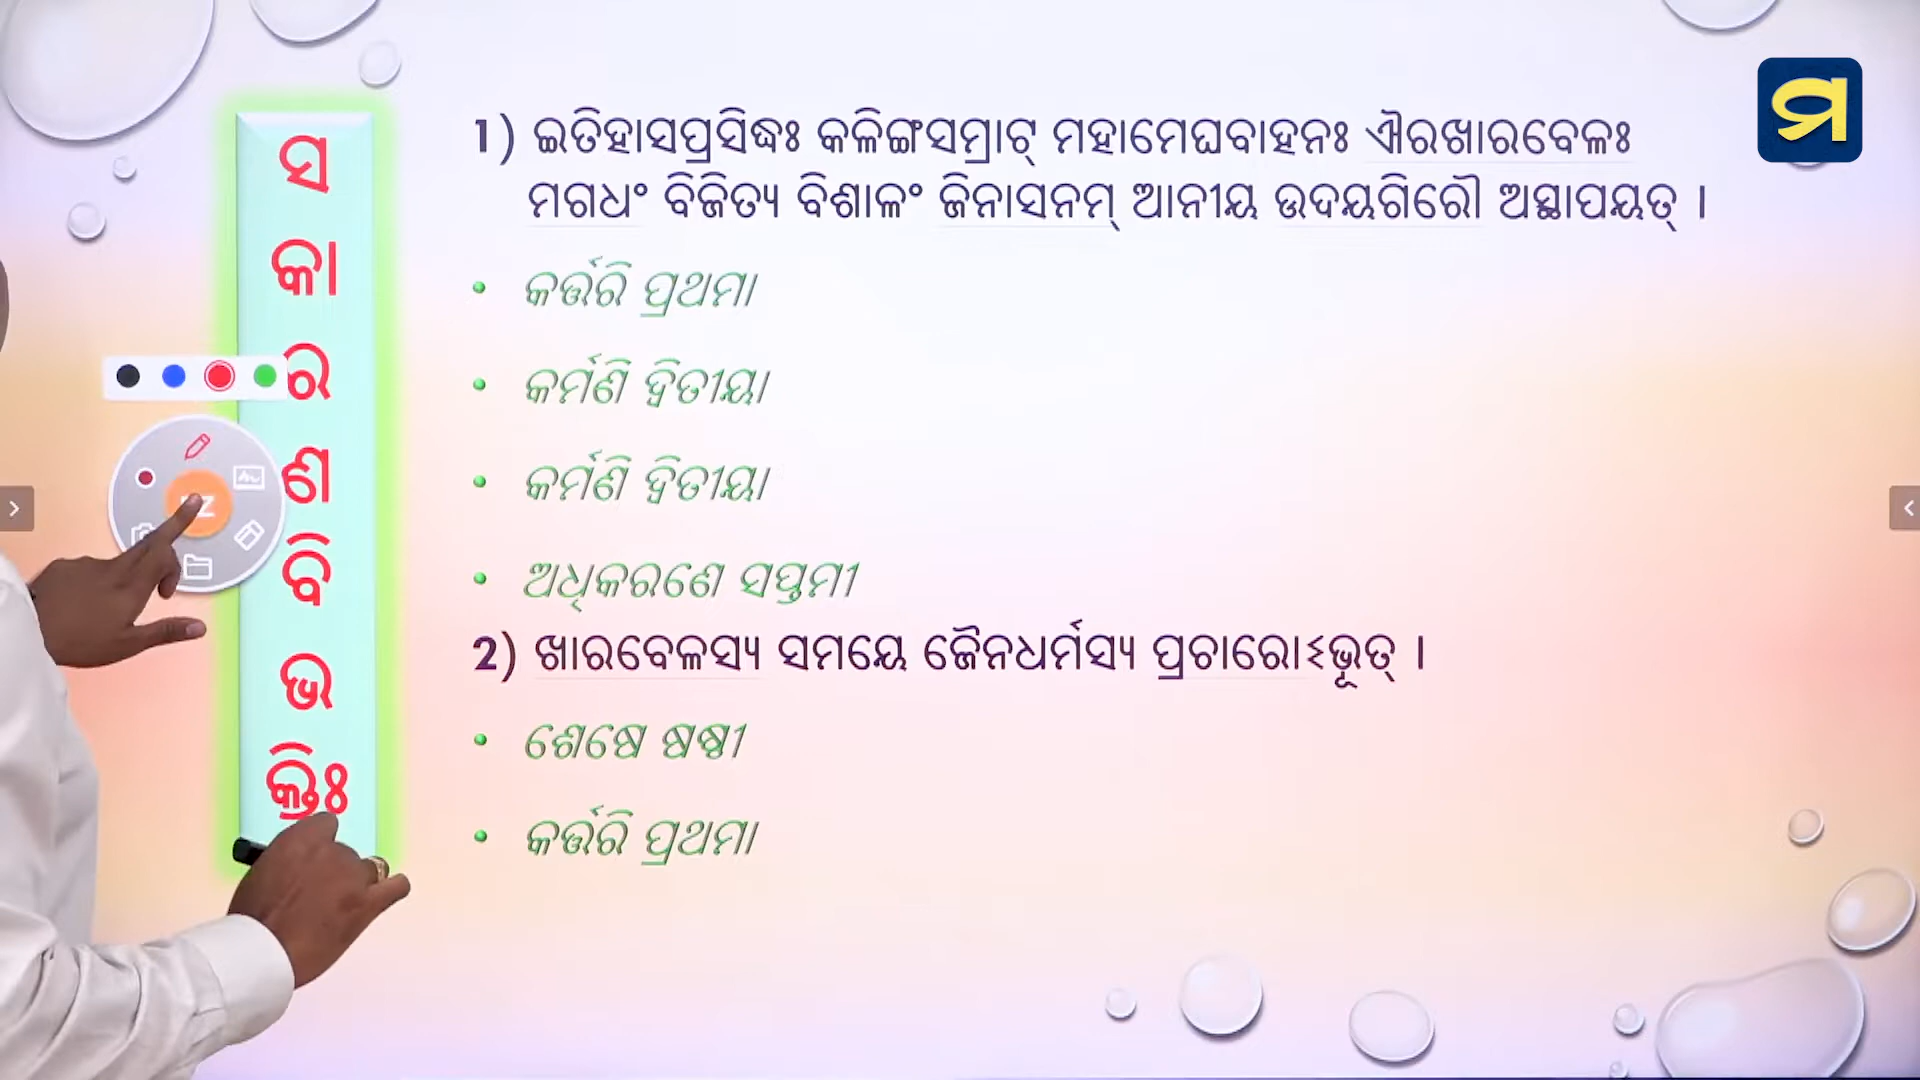 ସ
କା
ର
ଣ
ବି
ଭ
କ୍ତିଃ
1) ଇତିହାସପ୍ରସିଦ୍ଧଃ କଳିଙ୍ଗସମ୍ରାଟ୍ ମହାମେଘବାହନଃ ଐରଖାରବେଳଃ
ମଗଧଂ ବିଜିତ୍ୟ ବିଶାଳଂ ଜିନାସନମ୍ ଆନୀୟ ଉଦୟଗିରୌ ଅସ୍ଥାପୟତ୍ ।
• କର୍ତ୍ତରି ପ୍ରଥମା
• କର୍ମଣି ଦ୍ଵିତୀୟା
• କର୍ମଣି ଦ୍ଵିତୀୟା
• ଅଧିକରଣେ ସପ୍ତମୀ
2) ଖାରବେଳସ୍ୟ ସମୟେ ଜୈନଧର୍ମସ୍ୟ ପ୍ରଚାରୋଽଭୂତ୍ ।
• ଶେଷେ ଷଷ୍ଠୀ
• କର୍ତ୍ତରି ପ୍ରଥମା
ମ